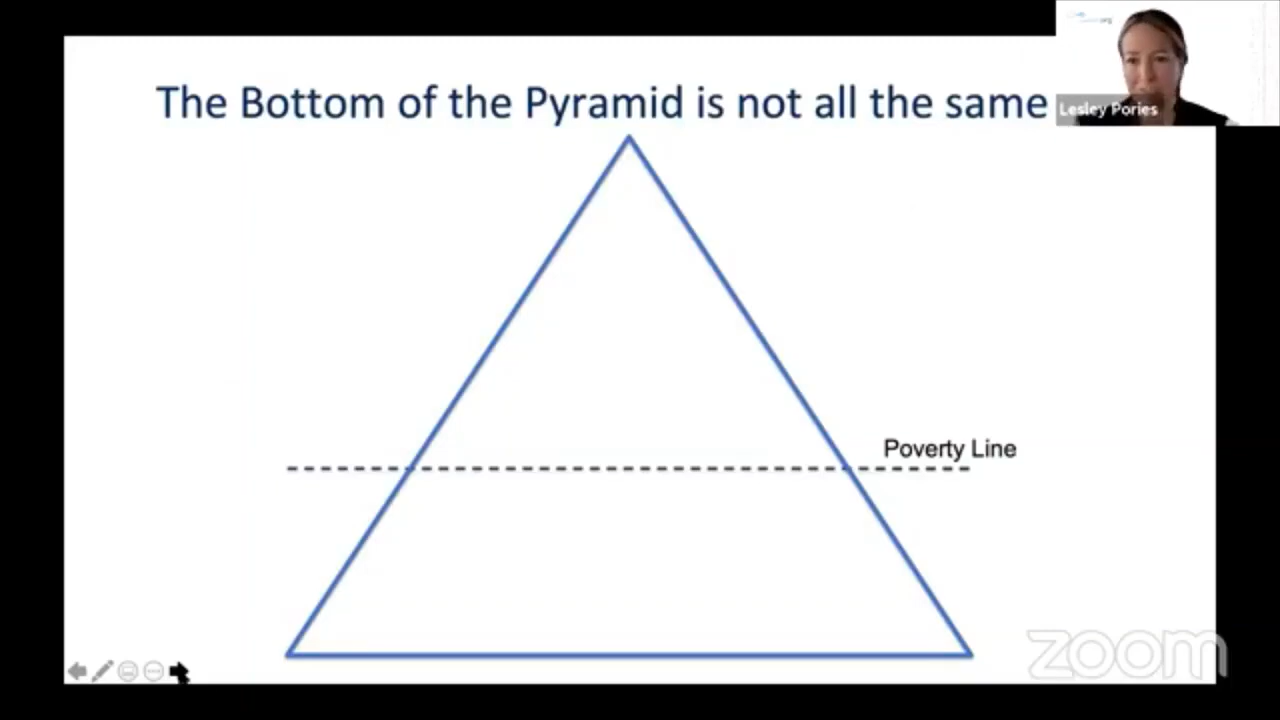 The Bottom of the Pyramid is not all the same
Lesley Pories
Poverty Line
zoom